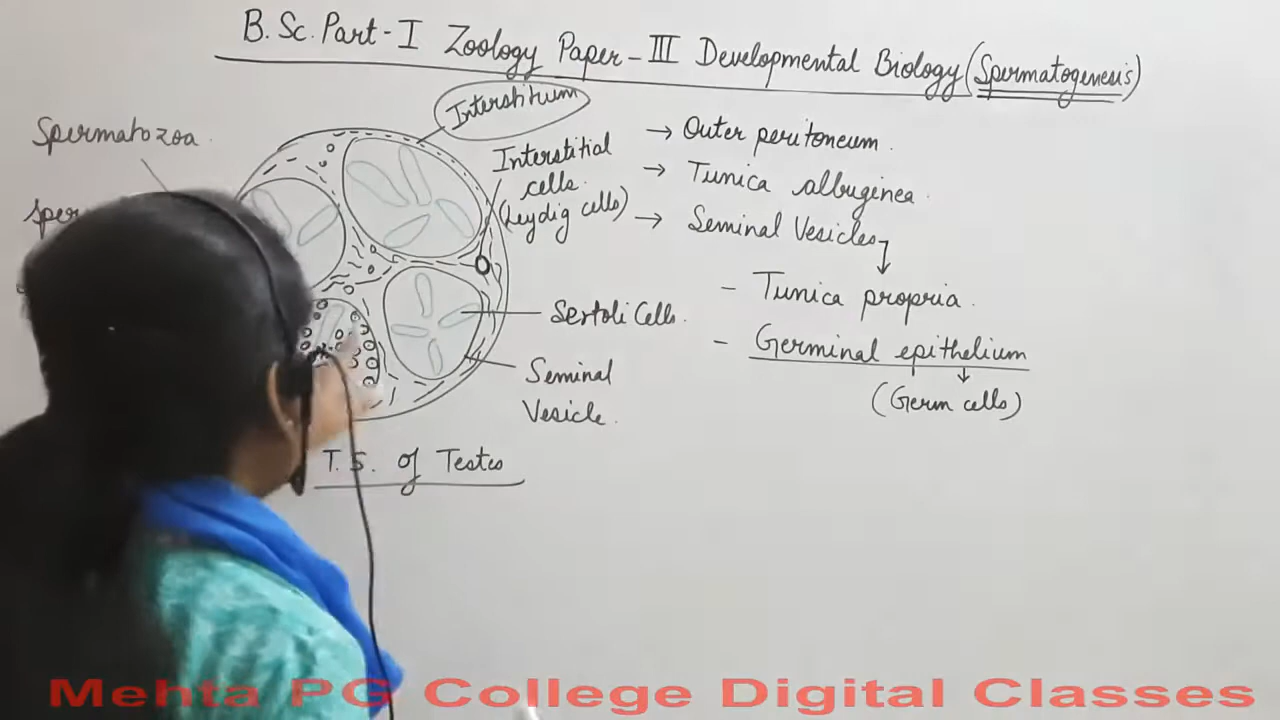 B. Sc. Part - I Zoology Paper - III Developmental Biology (Spermatogenesis)
Interstitium
Spermatozoa
Interstitial
cells
(Leydig cells)
→ Outer peritoneum.
→ Tunica albuginea.
→ Seminal Vesicles
- Tunica propria.
- Germinal epithelium
(Germ cells)
Sertoli Cells.
Seminal
Vesicle.
T. S. of Testes
Mehta PG College Digital Classes